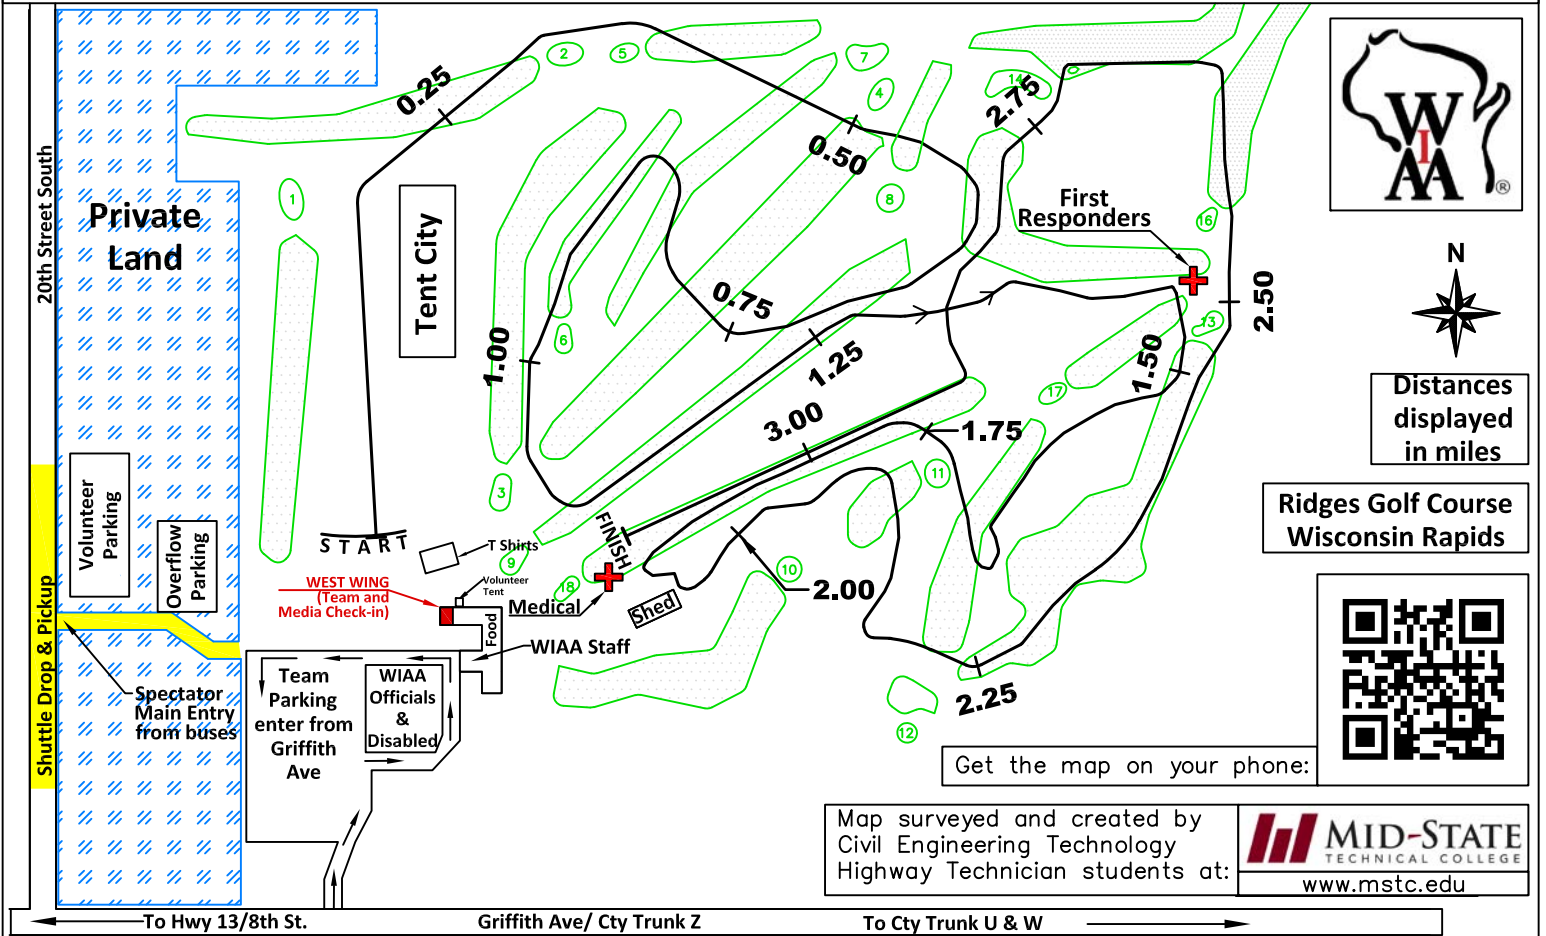 0.25
2
5
7
4
14
2.75
0.50
8
1
20th Street South
Private
Land
Tent City
First
Responders
16
W
I
AA
®
N
0.75
2.50
13
1.00
6
1.25
1.50
17
3.00
1.75
11
3
Distances
displayed
in miles
Ridges Golf Course
Wisconsin Rapids
Volunteer
Parking
Overflow
Parking
START
FINISH
T Shirts
9
18
10
2.00
WEST WING
(Team and
Media Check-in)
Volunteer
Tent
Medical
Shed
Food
WIAA Staff
Shuttle Drop & Pickup
Spectator
Main Entry
from buses
Team
Parking
enter from
Griffith
Ave
WIAA
Officials
&
Disabled
2.25
12
Get the map on your phone:
Map surveyed and created by
Civil Engineering Technology
Highway Technician students at:
MID-STATE
TECHNICAL COLLEGE
www.mstc.edu
To Hwy 13/8th St.
Griffith Ave/ Cty Trunk Z
To Cty Trunk U & W